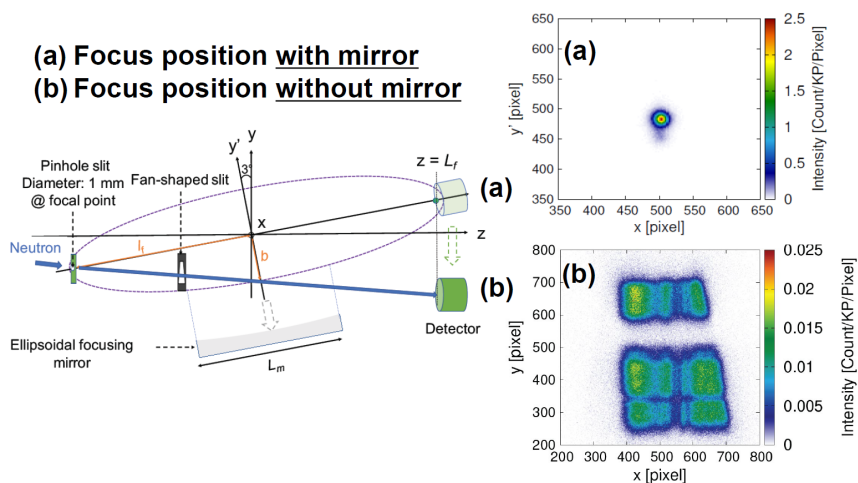 (a) Focus position with mirror
(b) Focus position without mirror
Pinhole slit
Diameter: 1 mm
@ focal point
Fan-shaped slit
y'
y
3°
z = Lf
(a)
x
z
Neutron
lf
b
(b)
Detector
Ellipsoidal focusing
mirror
Lm
(a)
y' [pixel]
650
600
550
500
450
400
350
350 400 450 500 550 600 650
x [pixel]
2.5
2
1.5
1
0.5
0
Intensity [Count/KP/Pixel]
(b)
y [pixel]
800
700
600
500
400
300
200
200 300 400 500 600 700 800
x [pixel]
0.025
0.02
0.015
0.01
0.005
0
Intensity [Count/KP/Pixel]